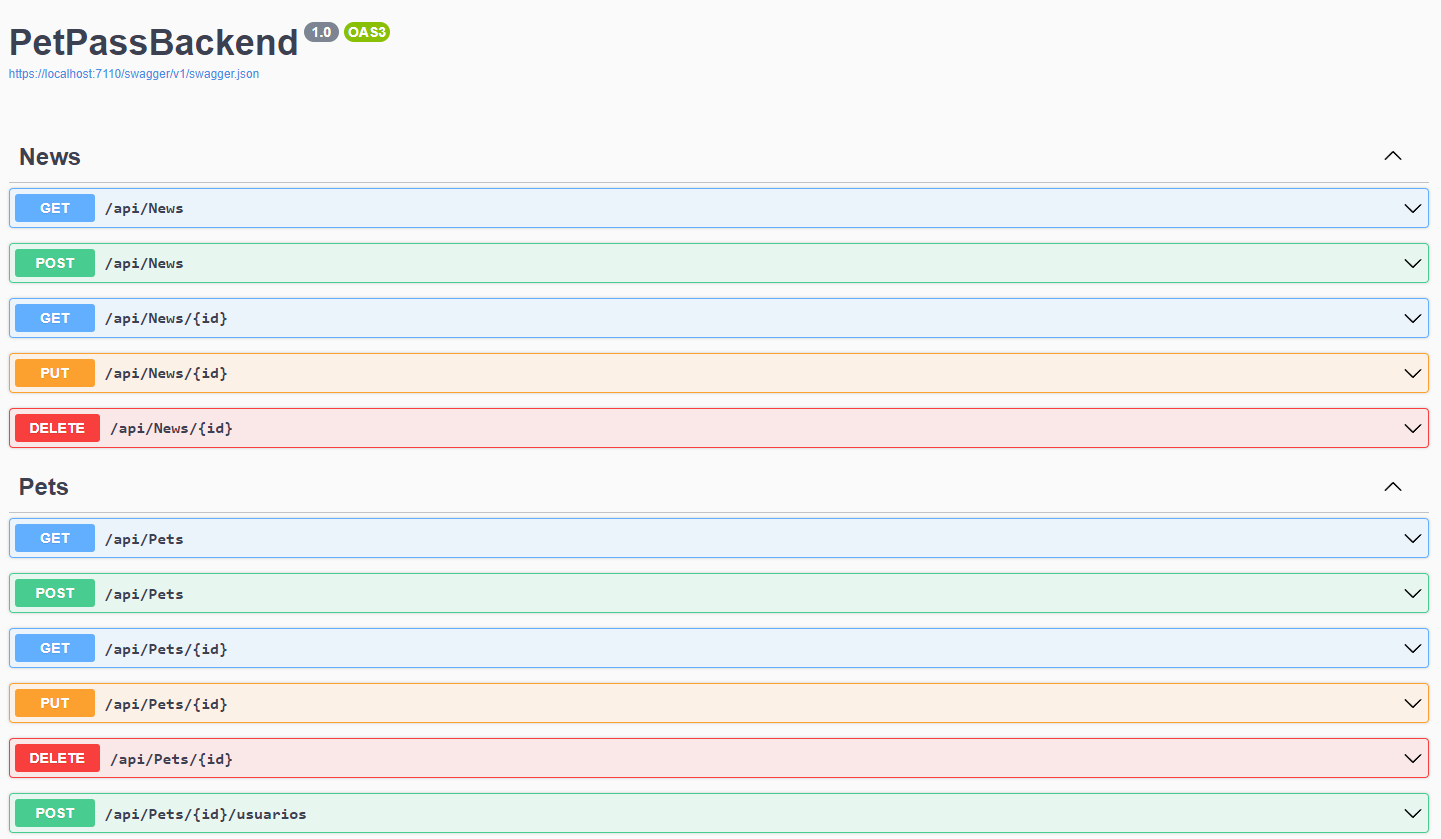 PetPassBackend 1.0 OAS3
https://localhost:7110/swagger/v1/swagger.json
News
GET /api/News
POST /api/News
GET /api/News/{id}
PUT /api/News/{id}
DELETE /api/News/{id}
Pets
GET /api/Pets
POST /api/Pets
GET /api/Pets/{id}
PUT /api/Pets/{id}
DELETE /api/Pets/{id}
POST /api/Pets/{id}/usuarios